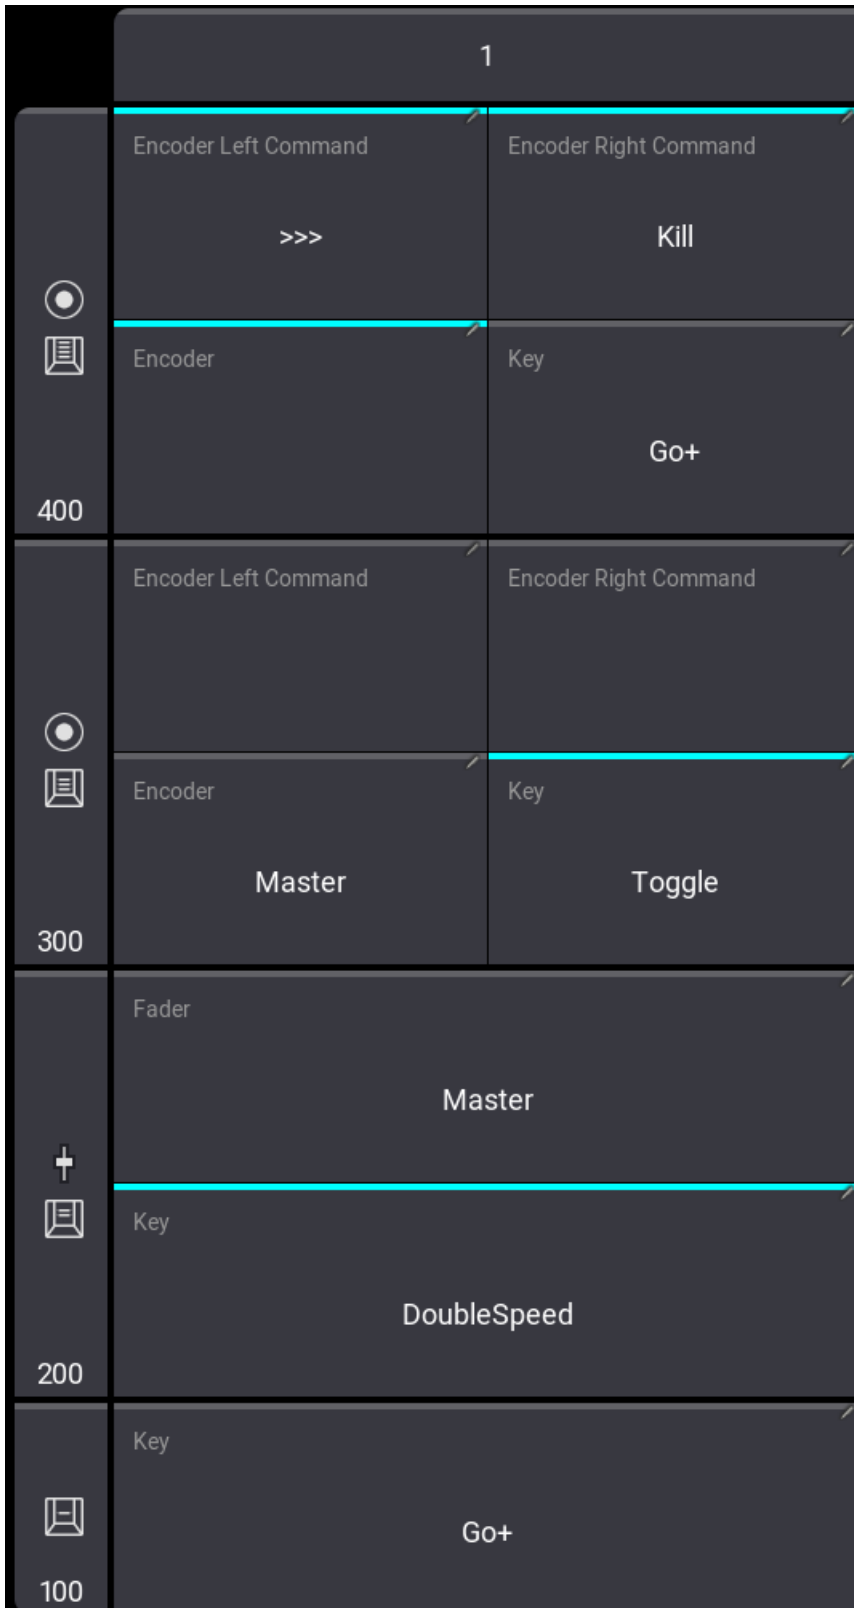 1
Encoder Left Command
Encoder Right Command
>>>
Kill
Encoder
Key
Go+
400
Encoder Left Command
Encoder Right Command
Encoder
Key
Master
Toggle
300
Fader
Master
Key
DoubleSpeed
200
Key
Go+
100